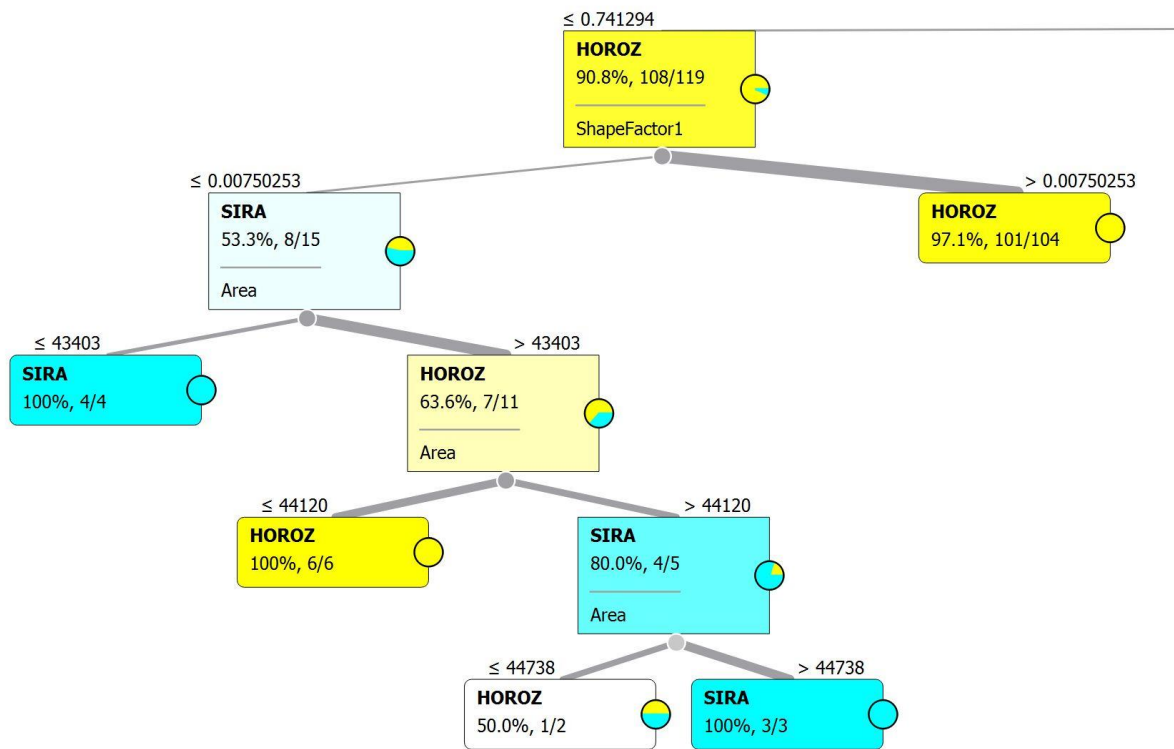 ≤ 0.741294
HOROZ
90.8%, 108/119
ShapeFactor1
≤ 0.00750253
> 0.00750253
SIRA
53.3%, 8/15
Area
HOROZ
97.1%, 101/104
≤ 43403
> 43403
SIRA
100%, 4/4
HOROZ
63.6%, 7/11
Area
≤ 44120
> 44120
HOROZ
100%, 6/6
SIRA
80.0%, 4/5
Area
≤ 44738
> 44738
HOROZ
50.0%, 1/2
SIRA
100%, 3/3